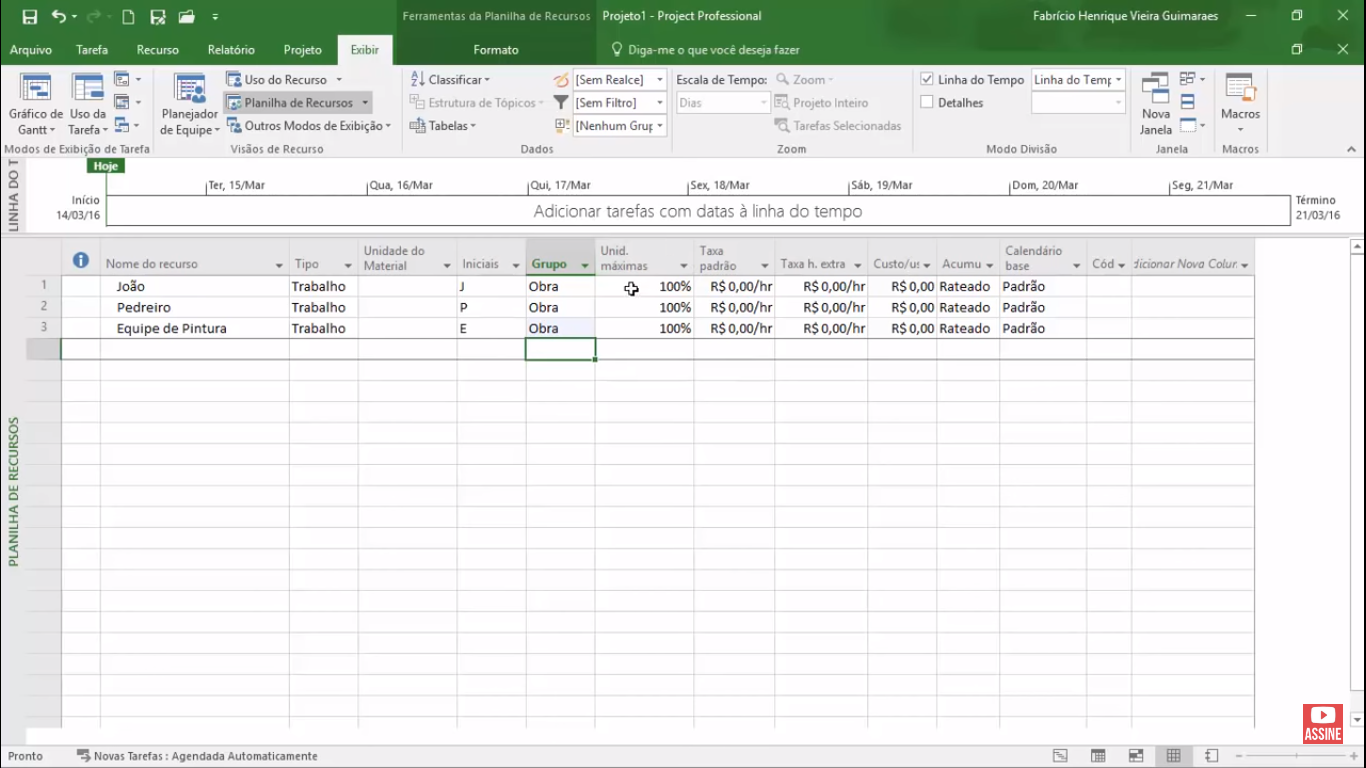 Ferramentas da Planilha de Recursos Projeto1 - Project Professional Fabrício Henrique Vieira Guimaraes
Arquivo Tarefa Recurso Relatório Projeto Exibir Formato Diga-me o que você deseja fazer
Gráfico de Gantt
Uso da Tarefa
Modos de Exibição de Tarefa
Planejador de Equipe
Uso do Recurso
Planilha de Recursos
Outros Modos de Exibição
Visões de Recurso
Classificar
Estrutura de Tópicos
Tabelas
[Sem Realce]
[Sem Filtro]
[Nenhum Grup
Dados
Escala de Tempo:
Dias
Zoom
Projeto Inteiro
Tarefas Selecionadas
Zoom
Linha do Tempo Linha do Temp
Detalhes
Modo Divisão
Nova Janela
Janela
Macros
Macros
LINHA DO T
Hoje
Ter, 15/Mar Qua, 16/Mar Qui, 17/Mar Sex, 18/Mar Sáb, 19/Mar Dom, 20/Mar Seg, 21/Mar
Início
14/03/16
Adicionar tarefas com datas à linha do tempo
Término
21/03/16
Nome do recurso Tipo Unidade do Material Iniciais Grupo Unid. máximas Taxa padrão Taxa h. extra Custo/u Acumu Calendário base Cód dicionar Nova Colur
1 João Trabalho J Obra 100% R$ 0,00/hr R$ 0,00/hr R$ 0,00 Rateado Padrão
2 Pedreiro Trabalho P Obra 100% R$ 0,00/hr R$ 0,00/hr R$ 0,00 Rateado Padrão
3 Equipe de Pintura Trabalho E Obra 100% R$ 0,00/hr R$ 0,00/hr R$ 0,00 Rateado Padrão
PLANILHA DE RECURSOS
ASSINE
Pronto Novas Tarefas : Agendada Automaticamente